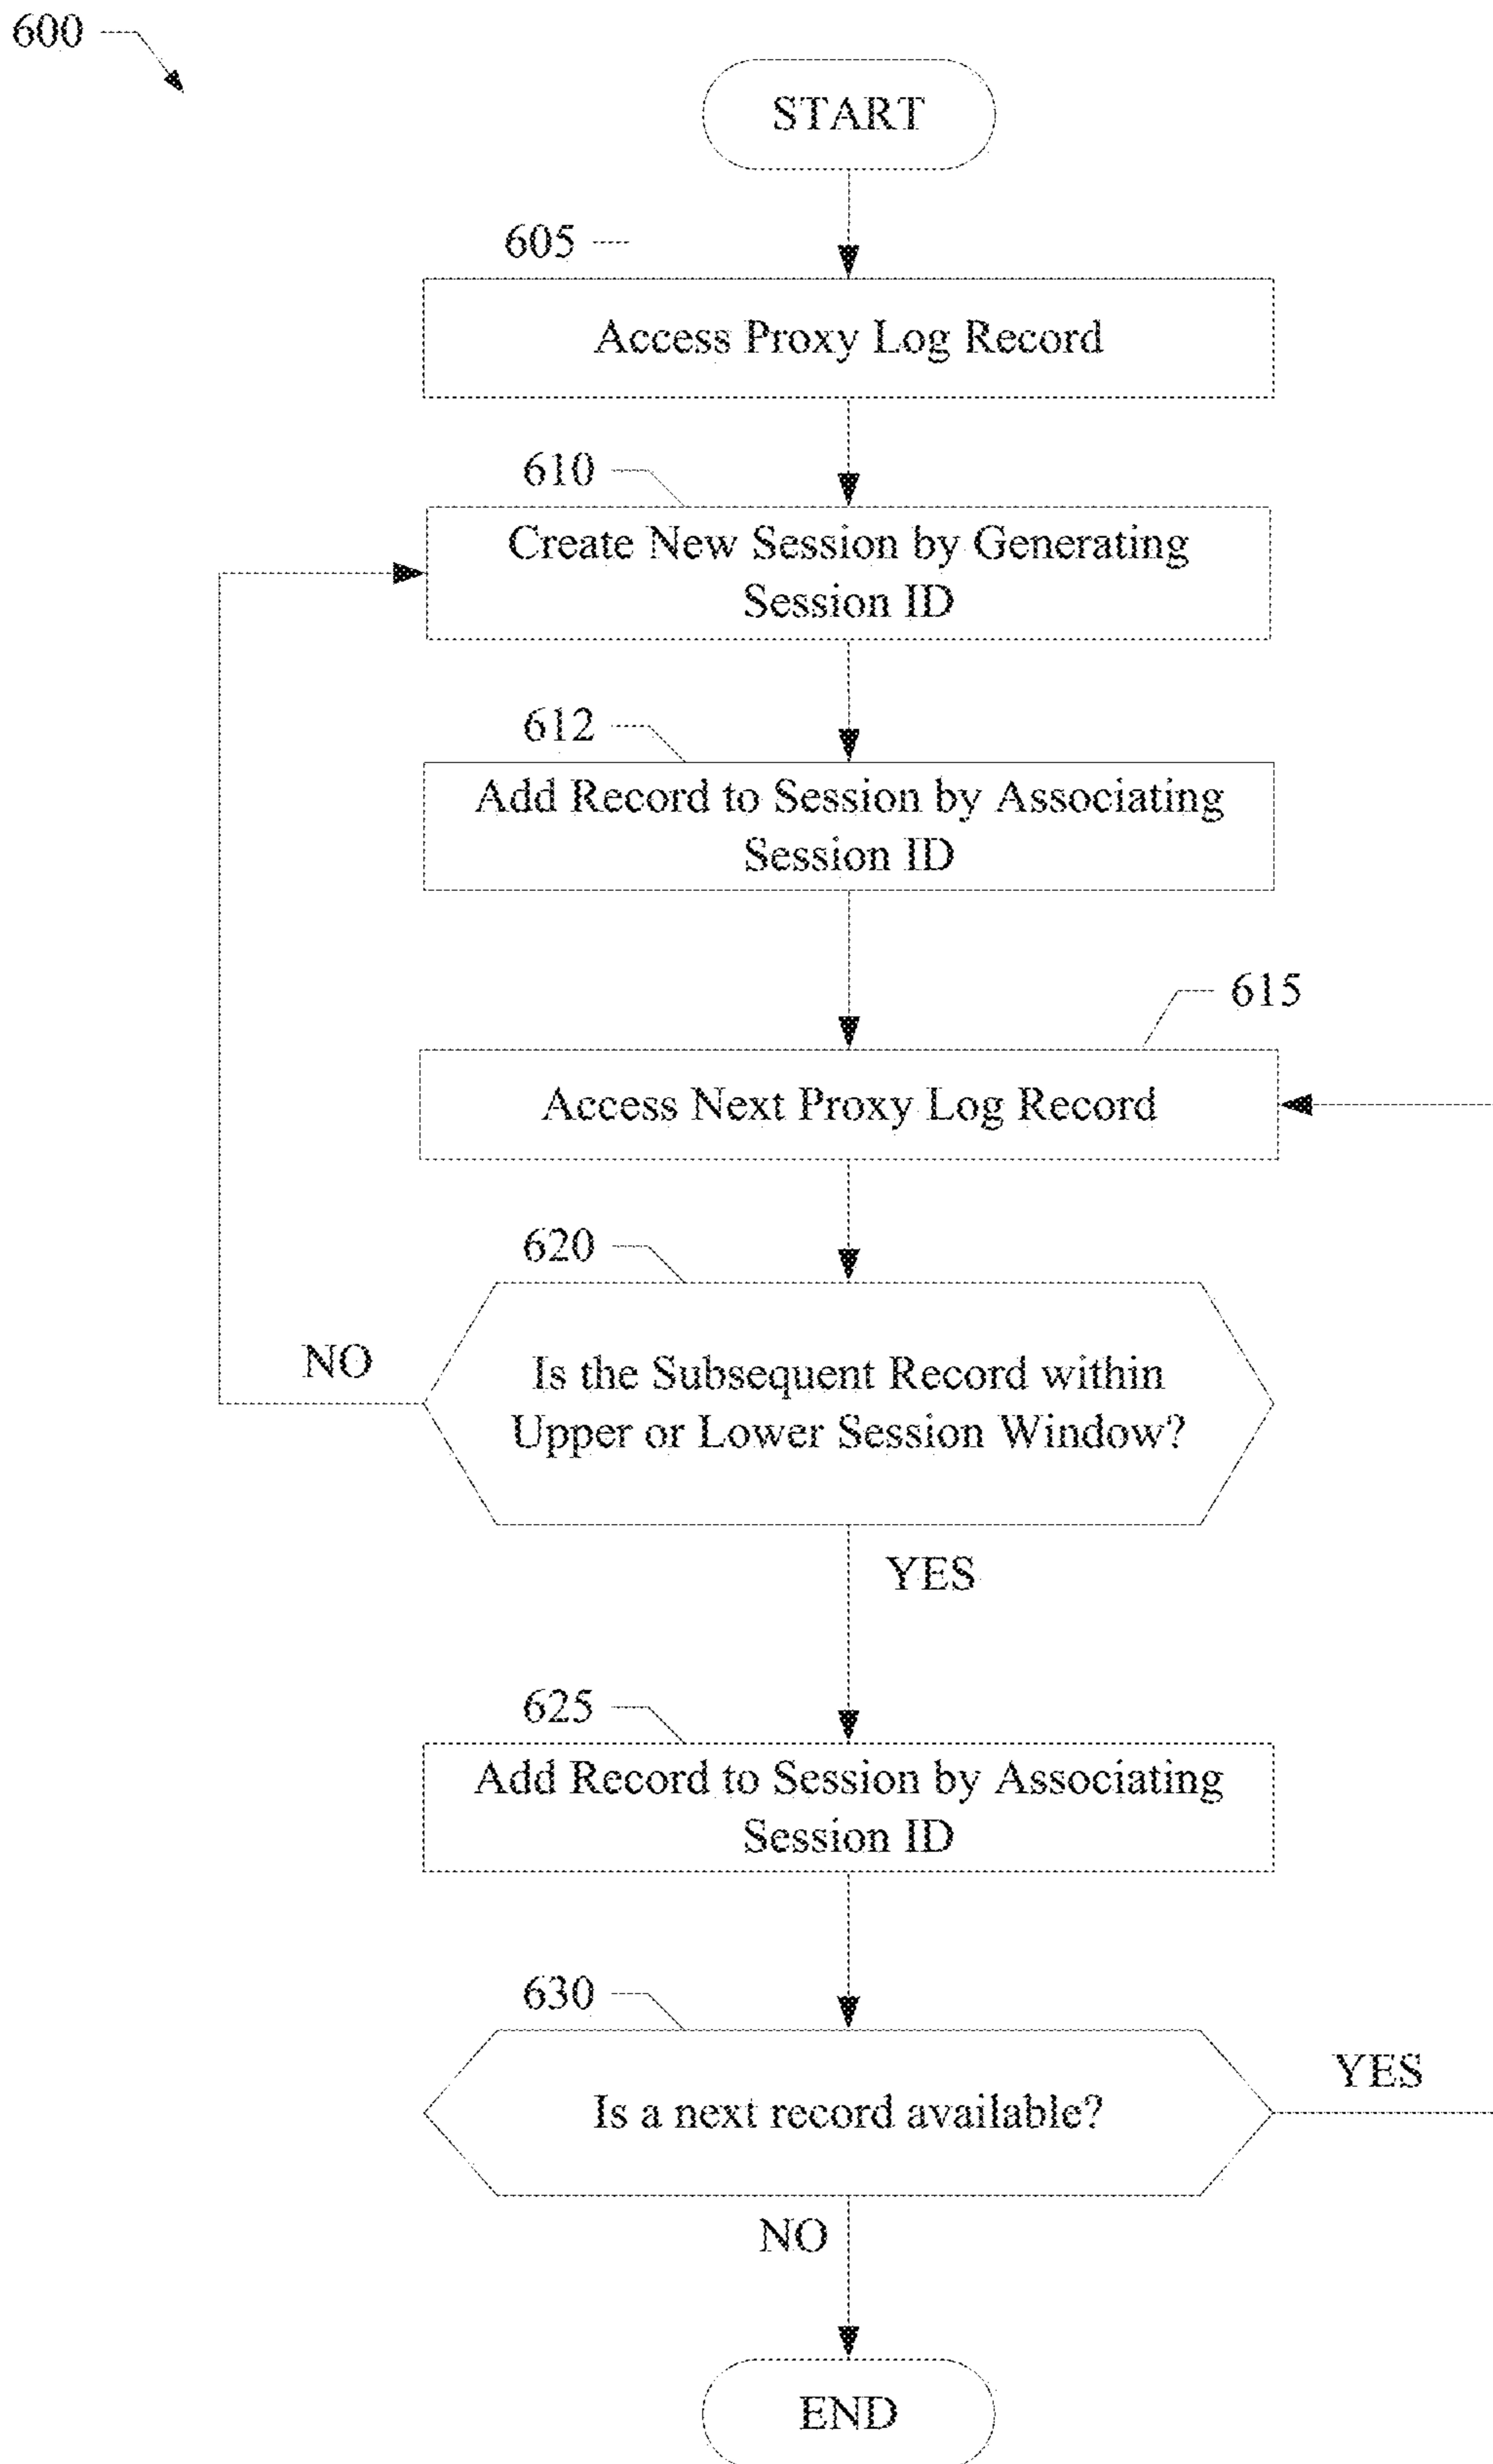 600
START
605
Access Proxy Log Record
610
Create New Session by Generating
Session ID
612
Add Record to Session by Associating
Session ID
615
Access Next Proxy Log Record
620
Is the Subsequent Record within
Upper or Lower Session Window?
NO
YES
625
Add Record to Session by Associating
Session ID
630
Is a next record available?
YES
NO
END